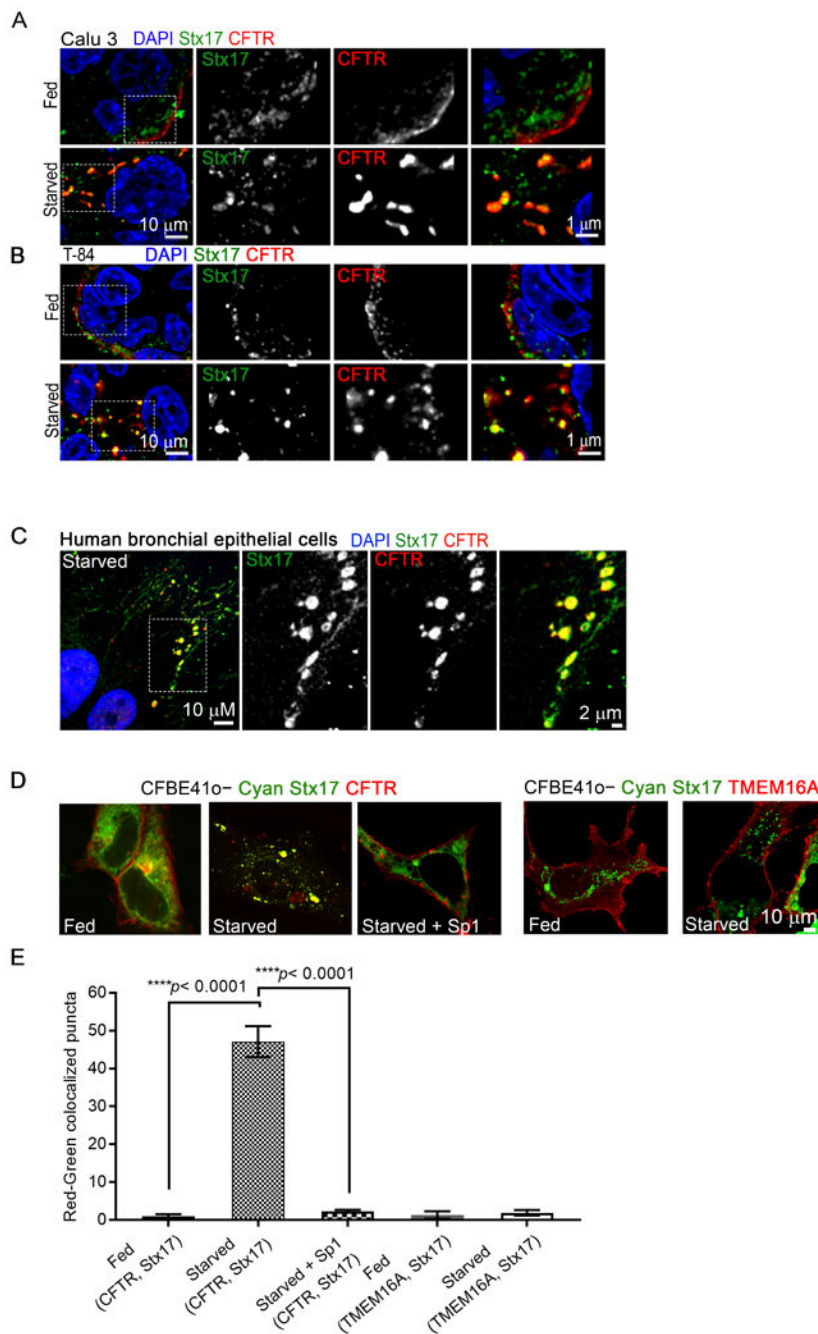 A
Calu 3 DAPI Stx17 CFTR
Fed
Stx17
CFTR
Starved
Stx17
CFTR
10 μm
1 μm
B
T-84 DAPI Stx17 CFTR
Fed
Stx17
CFTR
Starved
Stx17
CFTR
10 μm
1 μm
C
Human bronchial epithelial cells DAPI Stx17 CFTR
Starved
Stx17
CFTR
10 μM
2 μm
D
CFBE41o− Cyan Stx17 CFTR
CFBE41o− Cyan Stx17 TMEM16A
Fed
Starved
Starved + Sp1
Fed
Starved
10 μm
E
****p< 0.0001
****p< 0.0001
Red-Green colocalized puncta
60
50
40
30
20
10
0
Fed
(CFTR, Stx17)
Starved
(CFTR, Stx17)
Starved + Sp1
(CFTR, Stx17)
Fed
(TMEM16A, Stx17)
Starved
(TMEM16A, Stx17)